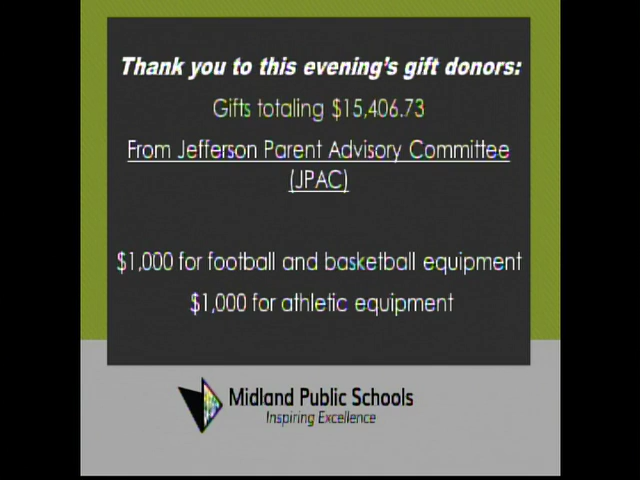 Thank you to this evening's gift donors:
Gifts totaling $15,406.73
From Jefferson Parent Advisory Committee
(JPAC)
$1,000 for football and basketball equipment
$1,000 for athletic equipment
Midland Public Schools
Inspiring Excellence